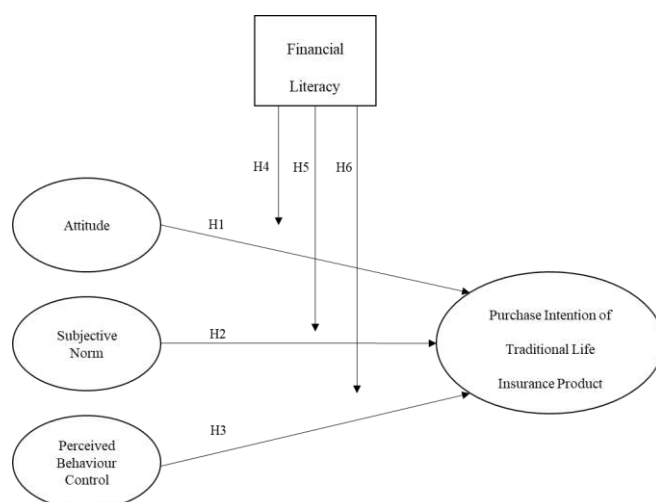 Financial
Literacy
H4
H5
H6
Attitude
H1
Subjective
Norm
H2
Purchase Intention of
Traditional Life
Insurance Product
Perceived
Behaviour
Control
H3